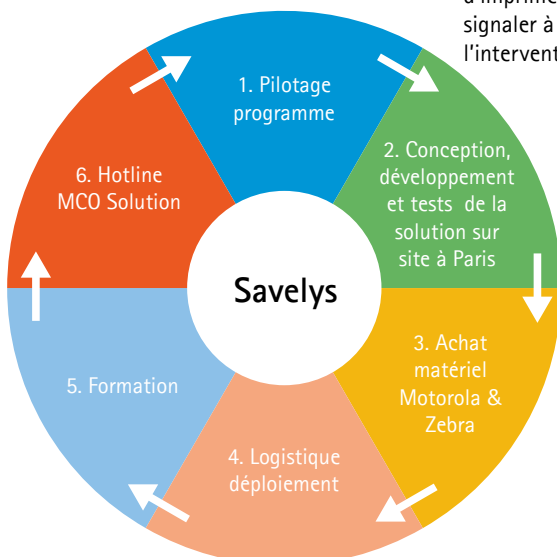 d'imprime
signaler à
l'intervent
1. Pilotage
programme
2. Conception,
développement
et tests de la
solution sur
site à Paris
3. Achat
matériel
Motorola &
Zebra
4. Logistique
déploiement
5. Formation
6. Hotline
MCO Solution
Savelys